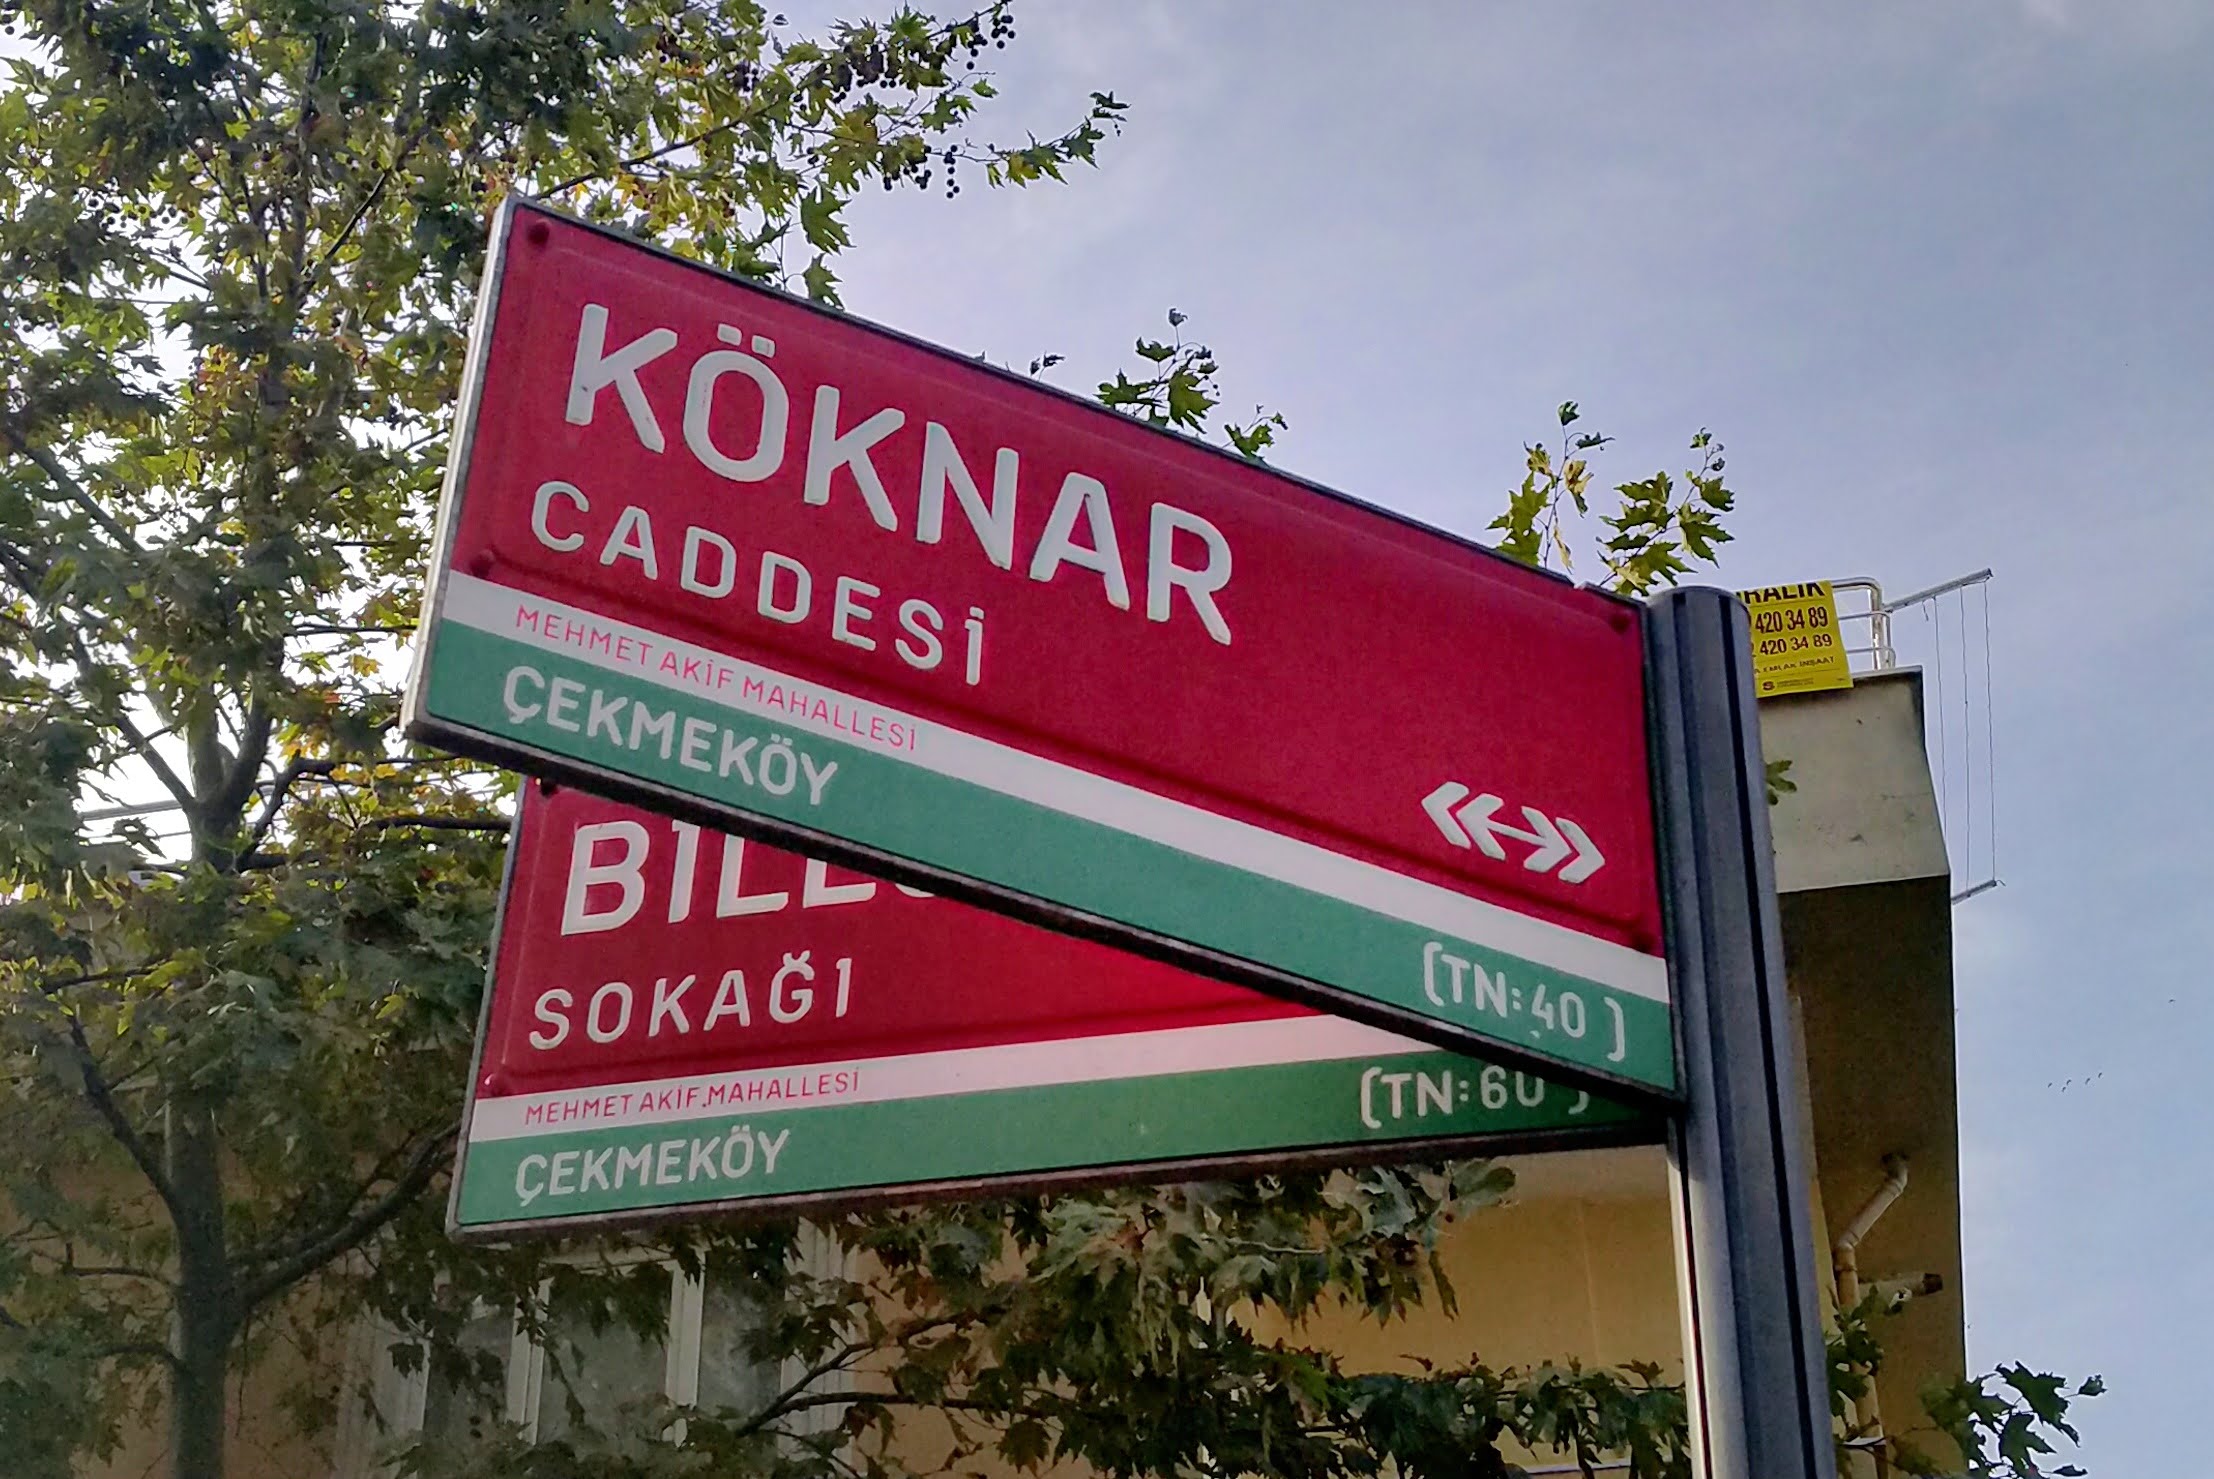 KÖKNAR
CADDESİ
MEHMET AKİF MAHALLESİ
ÇEKMEKÖY
(TN:40 )
SOKAĞI
MEHMET AKİF MAHALLESİ
ÇEKMEKÖY
(TN:60 )
420 34 89
420 34 89